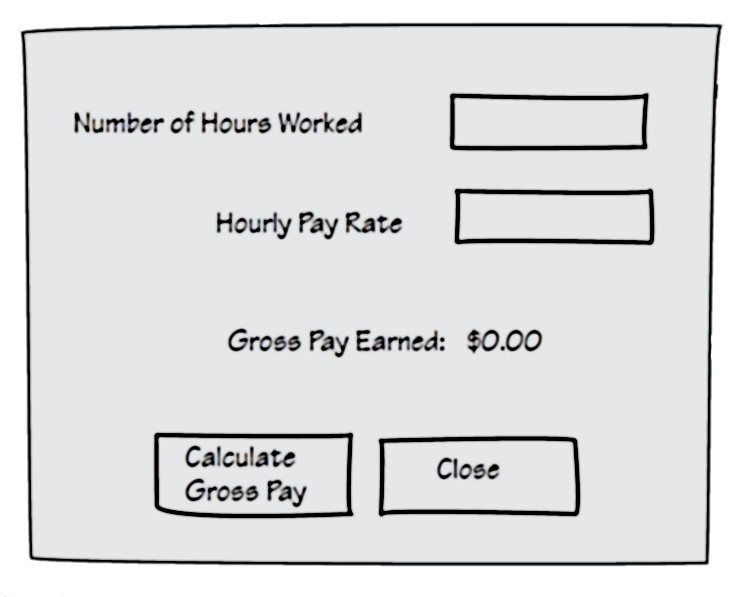 Number of Hours Worked
Hourly Pay Rate
Gross Pay Earned: $0.00
Calculate
Gross Pay
Close